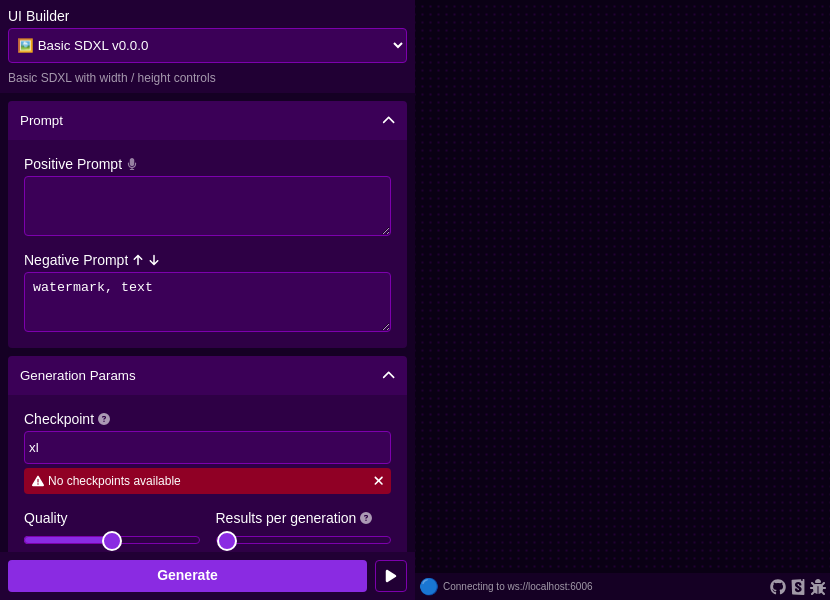 UI Builder
🖼️ Basic SDXL v0.0.0
Basic SDXL with width / height controls
Prompt
Positive Prompt
Negative Prompt
watermark, text
Generation Params
Checkpoint
xl
No checkpoints available
Quality
Results per generation
Generate
Connecting to ws://localhost:6006